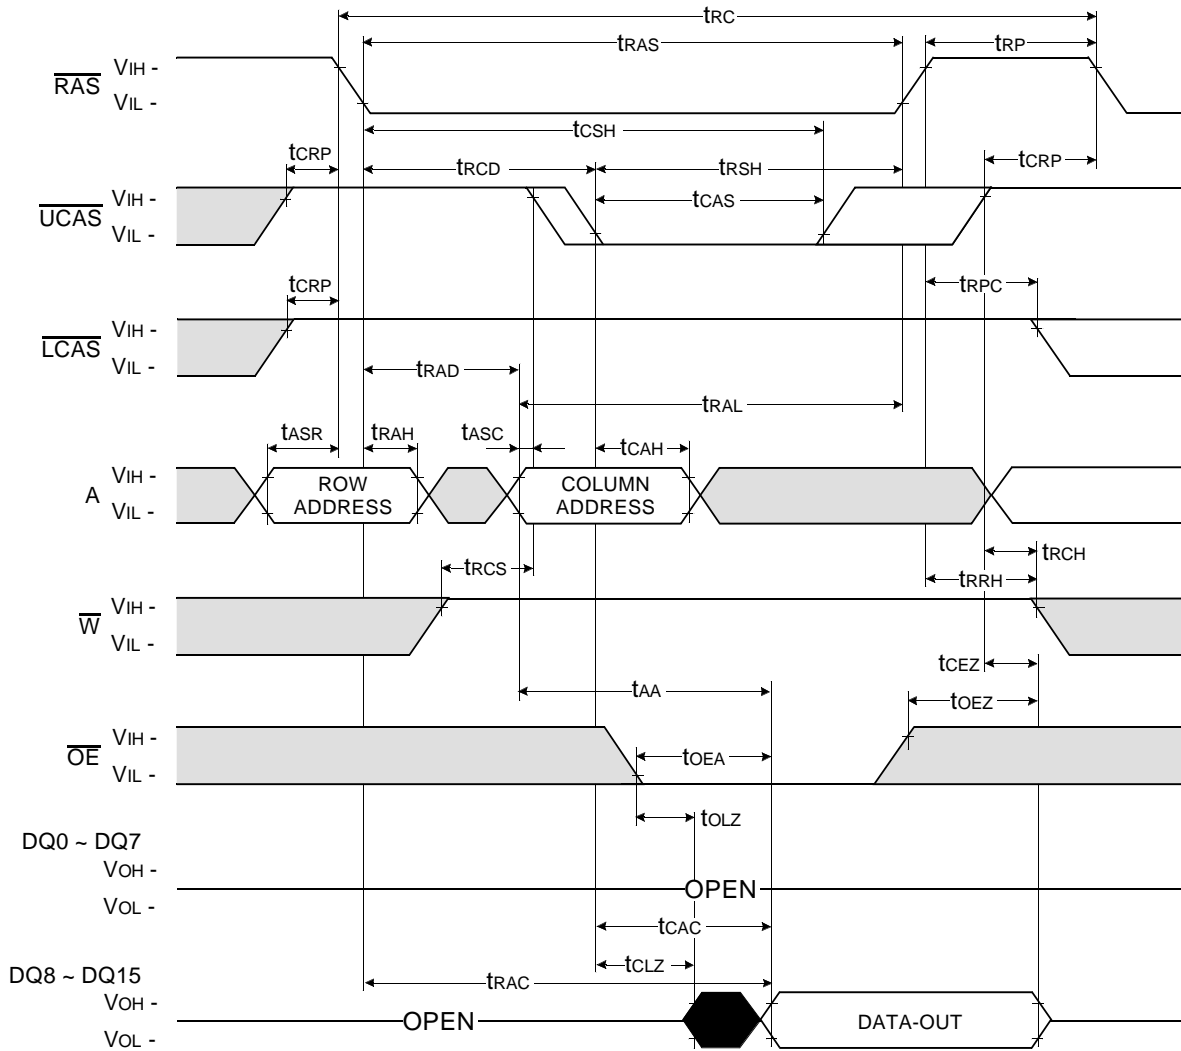 tRC
tRAS
tRP
RAS
VIH -
VIL -
tCSH
tCRP
tRCD
tRSH
tCRP
UCAS
VIH -
VIL -
tCAS
tCRP
tRPC
LCAS
VIH -
VIL -
tRAD
tRAL
tASR
tRAH
tASC
tCAH
A
VIH -
VIL -
ROW
ADDRESS
COLUMN
ADDRESS
tRCS
tRCH
tRRH
W
VIH -
VIL -
tCEZ
tAA
tOEZ
OE
VIH -
VIL -
tOEA
tOLZ
DQ0 ~ DQ7
VOH -
VOL -
OPEN
tCAC
tCLZ
tRAC
DQ8 ~ DQ15
VOH -
VOL -
OPEN
DATA-OUT